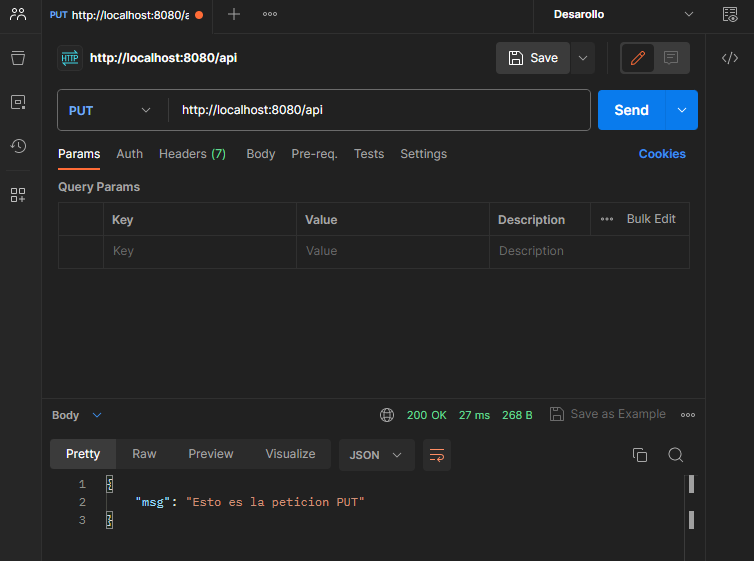 PUT http://localhost:8080/a
Desarollo
HTTP http://localhost:8080/api
Save
PUT http://localhost:8080/api
Send
Params Auth Headers (7) Body Pre-req. Tests Settings Cookies
Query Params
Key Value Description Bulk Edit
Key Value Description
Body 200 OK 27 ms 268 B Save as Example
Pretty Raw Preview Visualize JSON
1 {
2 "msg": "Esto es la peticion PUT"
3 }